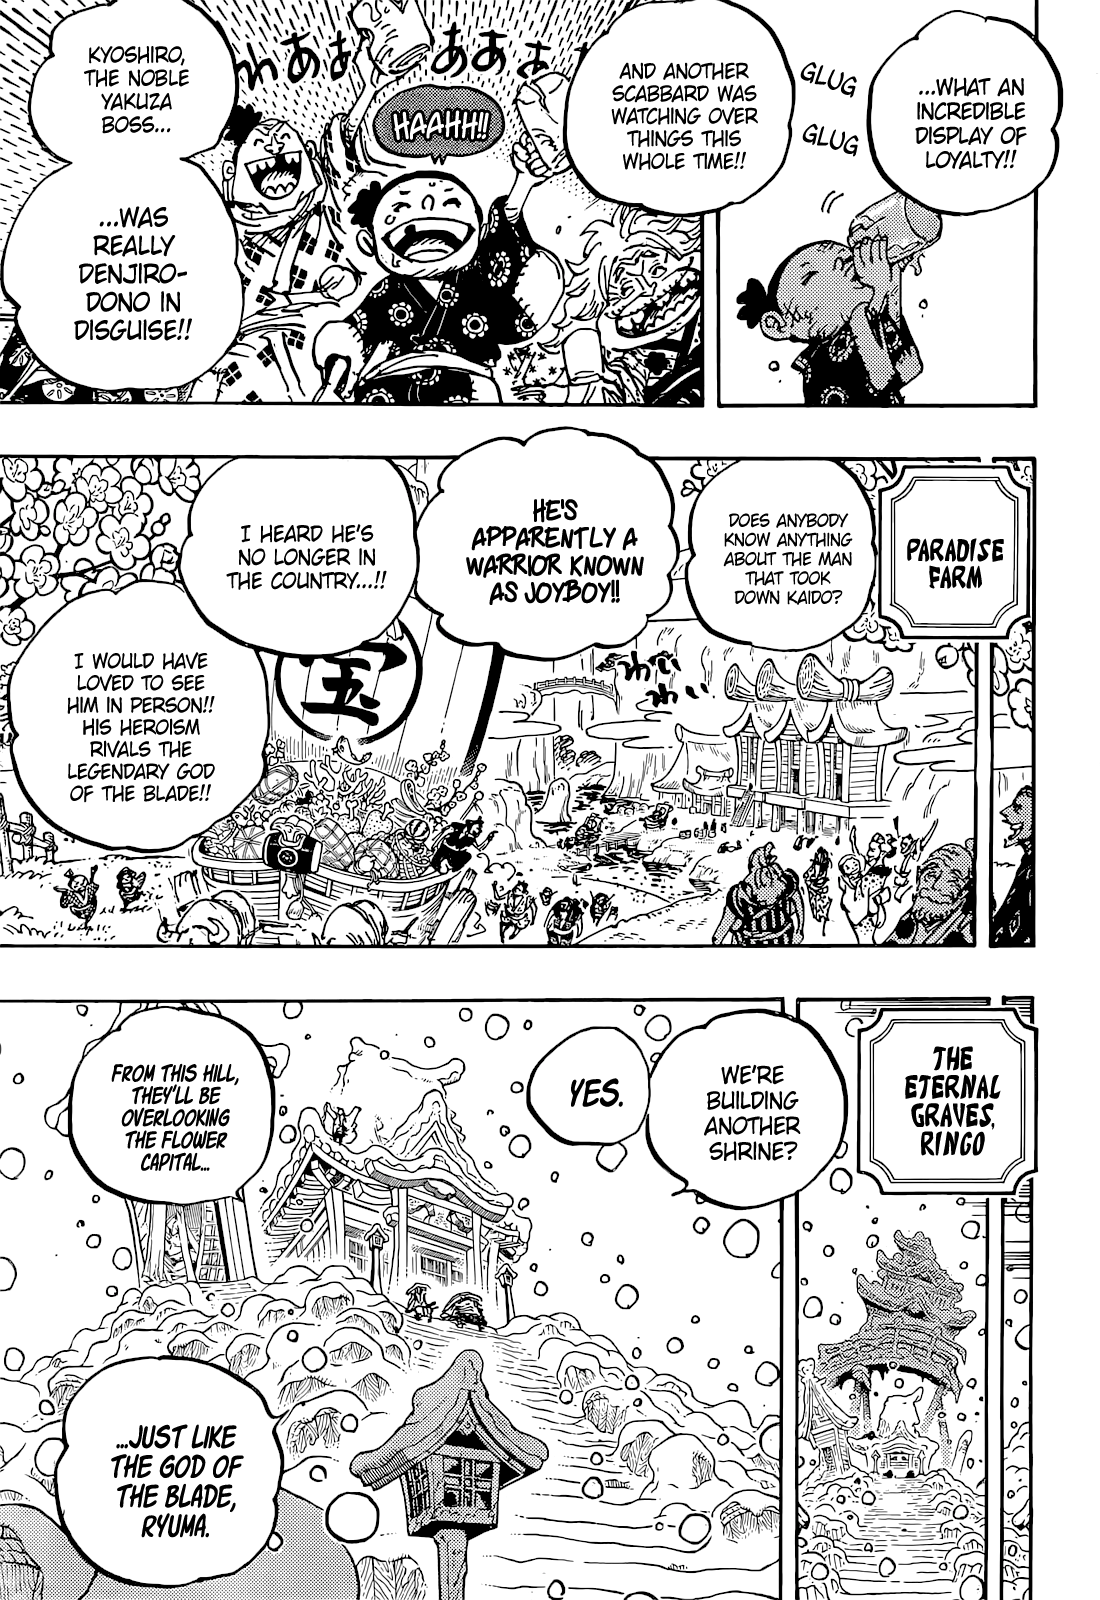 ...WHAT AN
INCREDIBLE
DISPLAY OF
LOYALTY!!
GLUG
GLUG
AND ANOTHER
SCABBARD WAS
WATCHING OVER
THINGS THIS
WHOLE TIME!!
HAAHH!!
KYOSHIRO,
THE NOBLE
YAKUZA
BOSS...
...WAS
REALLY
DENJIRO-
DONO IN
DISGUISE!!
PARADISE
FARM
DOES ANYBODY
KNOW ANYTHING
ABOUT THE MAN
THAT TOOK
DOWN KAIDO?
HE'S
APPARENTLY A
WARRIOR KNOWN
AS JOYBOY!!
I HEARD HE'S
NO LONGER IN
THE COUNTRY...!!
I WOULD HAVE
LOVED TO SEE
HIM IN PERSON!!
HIS HEROISM
RIVALS THE
LEGENDARY GOD
OF THE BLADE!!
宝
わい
わい
THE
ETERNAL
GRAVES,
RINGO
WE'RE
BUILDING
ANOTHER
SHRINE?
YES.
FROM THIS HILL,
THEY'LL BE
OVERLOOKING
THE FLOWER
CAPITAL...
...JUST LIKE
THE GOD OF
THE BLADE,
RYUMA.